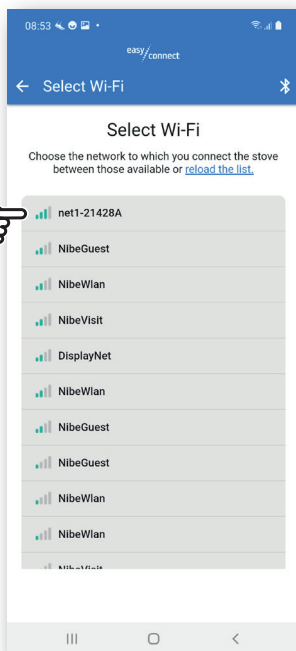 08:53
easy/connect
Select Wi-Fi
Select Wi-Fi
Choose the network to which you connect the stove
between those available or reload the list.
net1-21428A
NibeGuest
NibeWlan
NibeVisit
DisplayNet
NibeWlan
NibeGuest
NibeGuest
NibeWlan
NibeWlan
NibeVisit